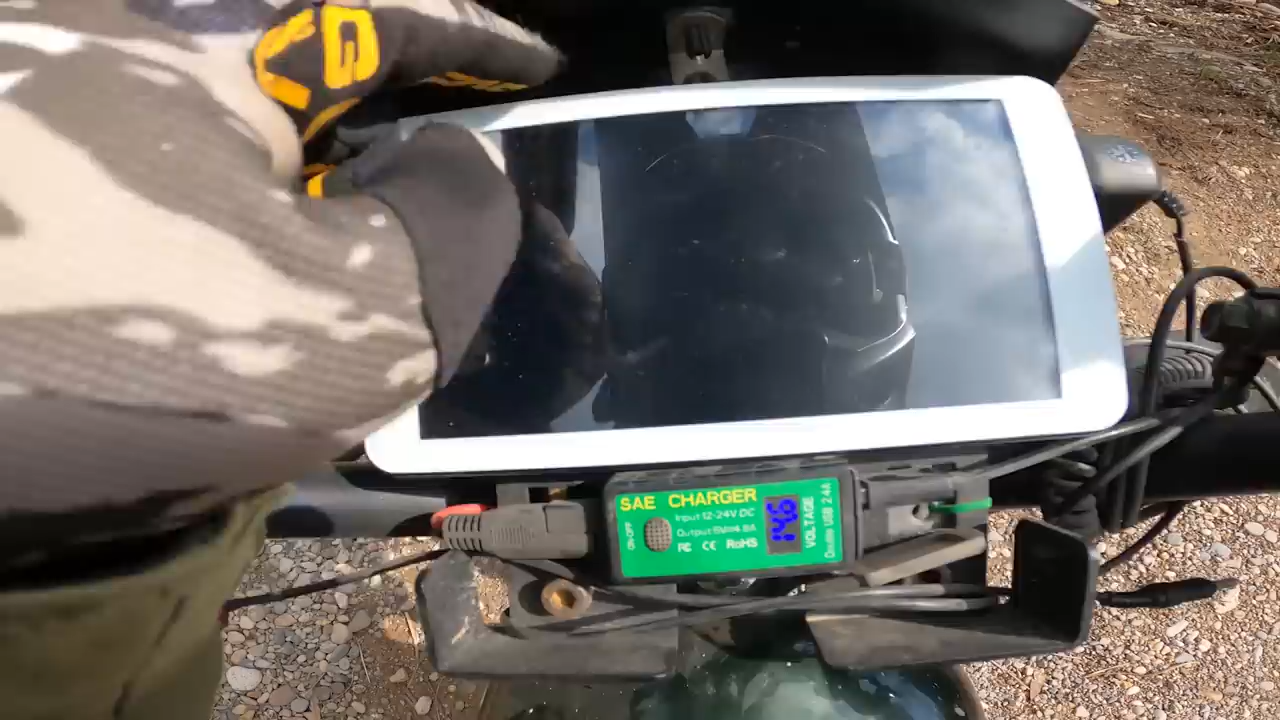 SAE CHARGER
Input 12-24V DC
Output 5V=4.8A
CE RoHS
ON OFF
14.6
VOLTAGE
Double USB 2.4A